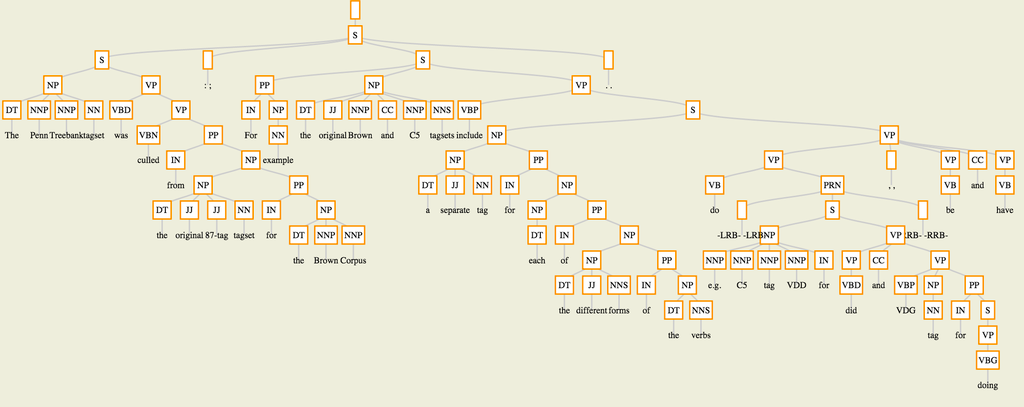 S
S S
NP VP : ; PP NP VP . .
DT NNP NNP NN VBD VP IN NP DT JJ NNP CC NNP NNS VBP S
The Penn Treebank tagset was VBN PP For NN the original Brown and C5 tagsets include NP VP
culled IN NP example NP PP VP VP CC VP
from NP PP DT JJ NN IN NP VB PRN , , VB and VB
DT JJ JJ NN IN NP a separate tag for NP PP do S be have
the original 87-tag tagset for DT NNP NNP DT IN NP -LRB- -LRB- NP VP -RRB- -RRB-
the Brown Corpus each of NP PP NNP NNP NNP NNP IN VP CC VP
DT JJ NNS IN NP e.g. C5 tag VDD for VBD and VBP NP PP
the different forms of DT NNS did VDG NN IN S
the verbs tag for VP
VBG
doing